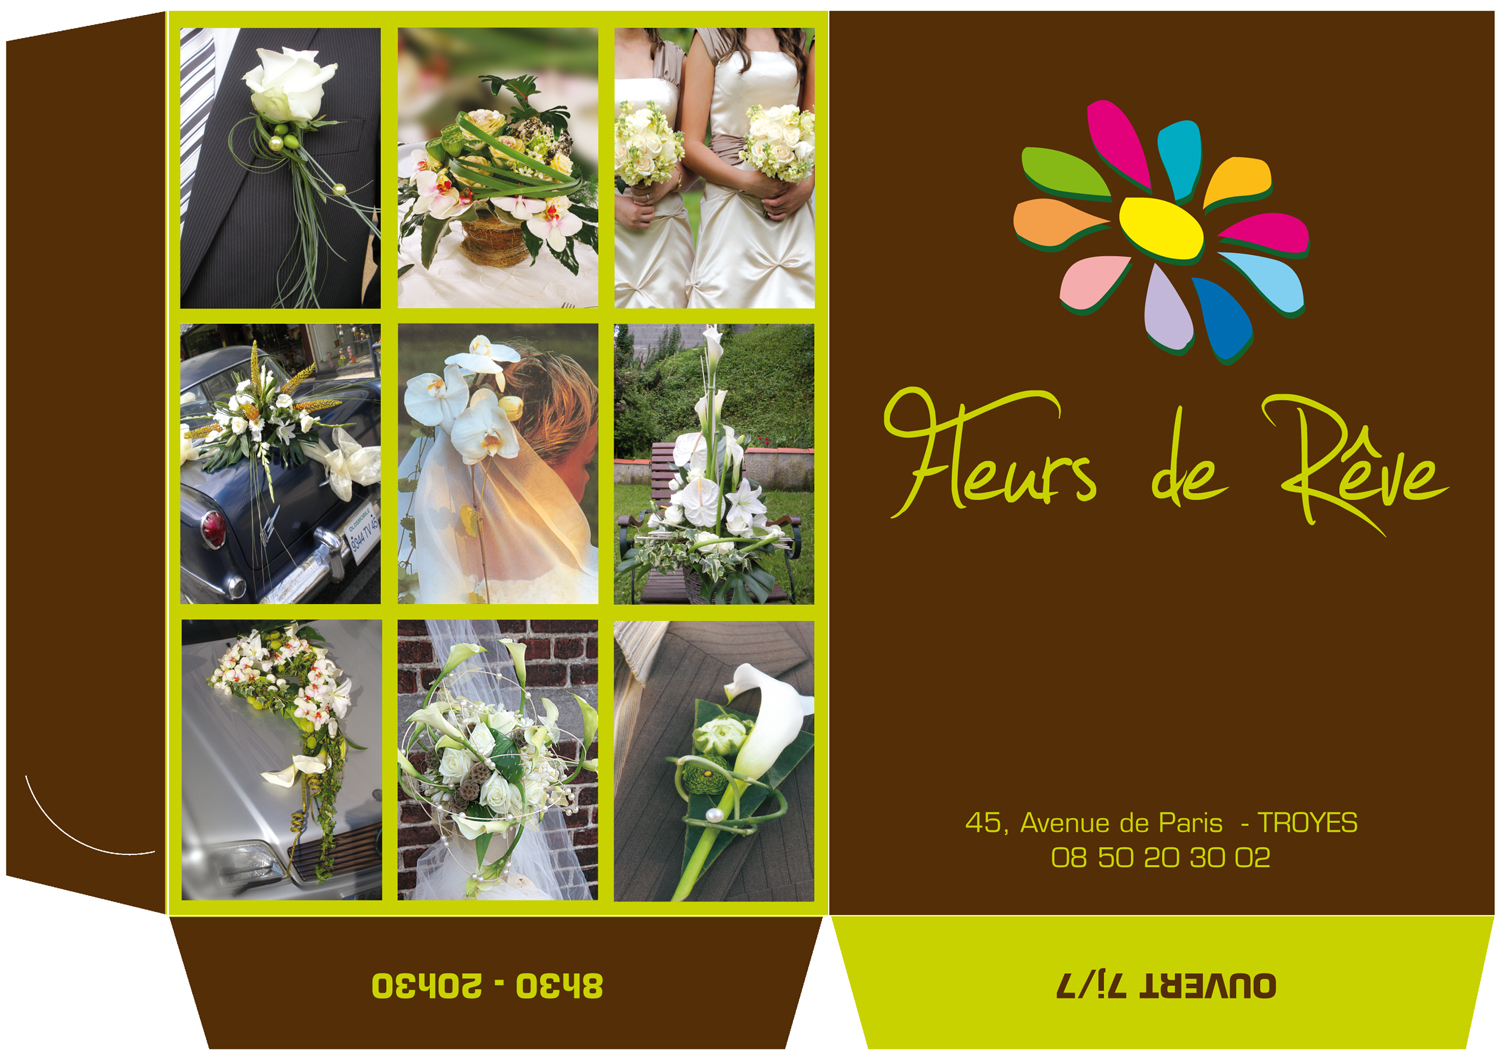 Fleurs de Rêve
45, Avenue de Paris - TROYES
08 50 20 30 02
8h30 - 20h30
OUVERT 7j/7